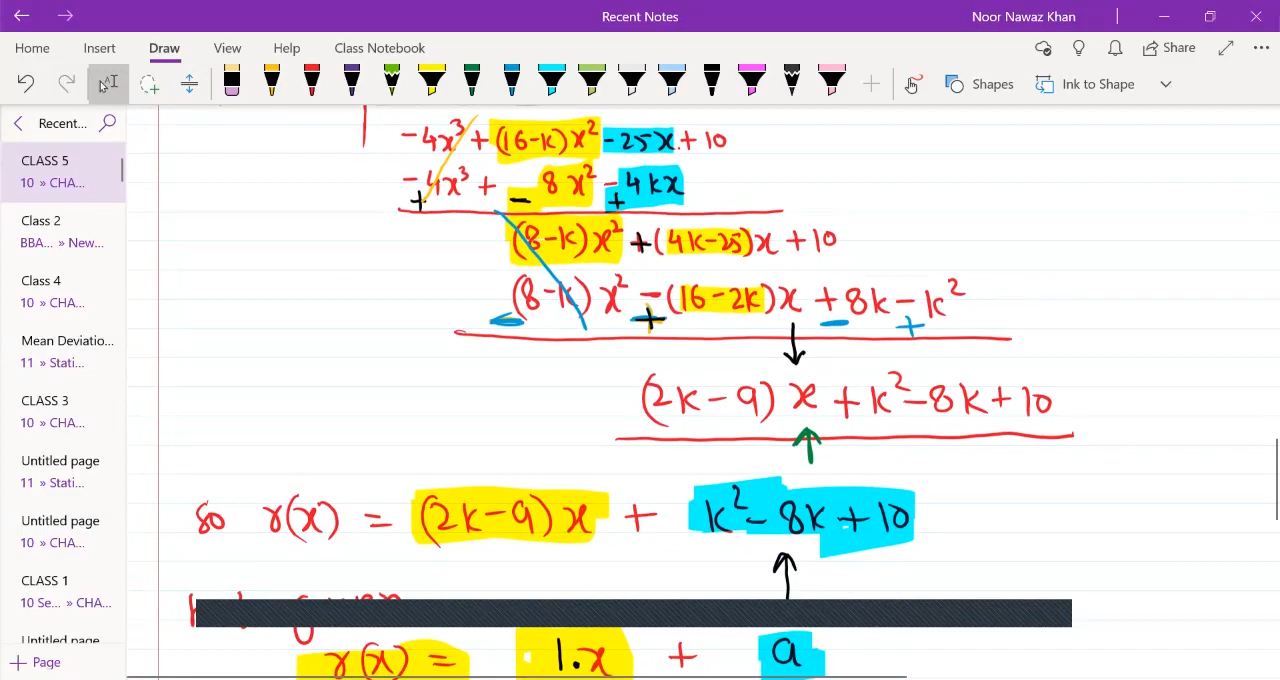 Recent Notes
Noor Nawaz Khan
Home Insert Draw View Help Class Notebook Share
Shapes Ink to Shape
Recent...
CLASS 5
10 » CHA...
Class 2
BBA... » New...
Class 4
10 » CHA...
Mean Deviatio...
11 » Stati...
CLASS 3
10 » CHA...
Untitled page
11 » Stati...
Untitled page
10 » CHA...
CLASS 1
10 Se... » CHA...
Untitled page
+ Page
-4x³ + (16-k)x² -25x + 10
-4x³ + 8x² - 4kx
+ - +
(8-k)x² + (4k-25)x + 10
(8-k)x² - (16-2k)x + 8k - k²
- + - +
(2k-9)x + k² - 8k + 10
so r(x) = (2k-9)x + k² - 8k + 10
r(x) = 1.x + a